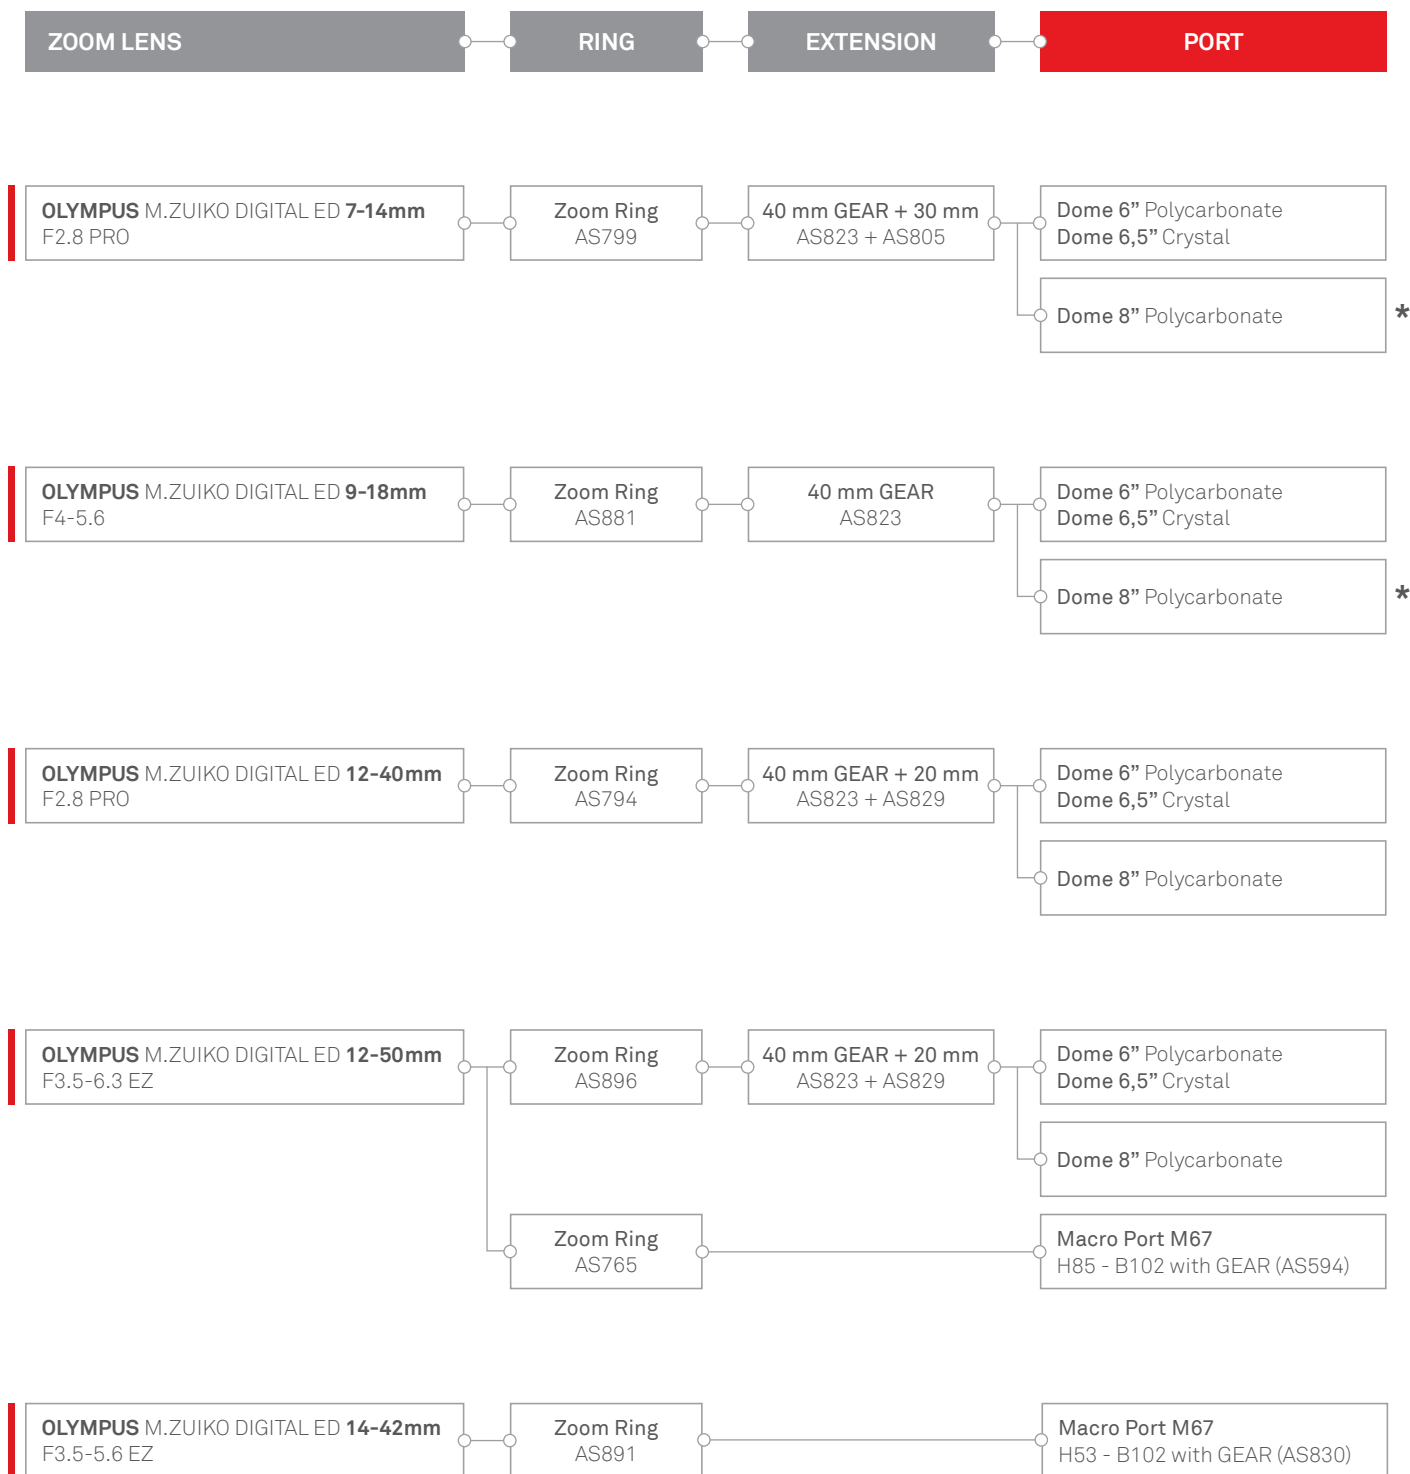 ZOOM LENS
RING
EXTENSION
PORT
OLYMPUS M.ZUIKO DIGITAL ED 7-14mm
F2.8 PRO
Zoom Ring
AS799
40 mm GEAR + 30 mm
AS823 + AS805
Dome 6” Polycarbonate
Dome 6,5” Crystal
Dome 8” Polycarbonate
*
OLYMPUS M.ZUIKO DIGITAL ED 9-18mm
F4-5.6
Zoom Ring
AS881
40 mm GEAR
AS823
Dome 6” Polycarbonate
Dome 6,5” Crystal
Dome 8” Polycarbonate
*
OLYMPUS M.ZUIKO DIGITAL ED 12-40mm
F2.8 PRO
Zoom Ring
AS794
40 mm GEAR + 20 mm
AS823 + AS829
Dome 6” Polycarbonate
Dome 6,5” Crystal
Dome 8” Polycarbonate
OLYMPUS M.ZUIKO DIGITAL ED 12-50mm
F3.5-6.3 EZ
Zoom Ring
AS896
40 mm GEAR + 20 mm
AS823 + AS829
Dome 6” Polycarbonate
Dome 6,5” Crystal
Dome 8” Polycarbonate
Zoom Ring
AS765
Macro Port M67
H85 - B102 with GEAR (AS594)
OLYMPUS M.ZUIKO DIGITAL ED 14-42mm
F3.5-5.6 EZ
Zoom Ring
AS891
Macro Port M67
H53 - B102 with GEAR (AS830)